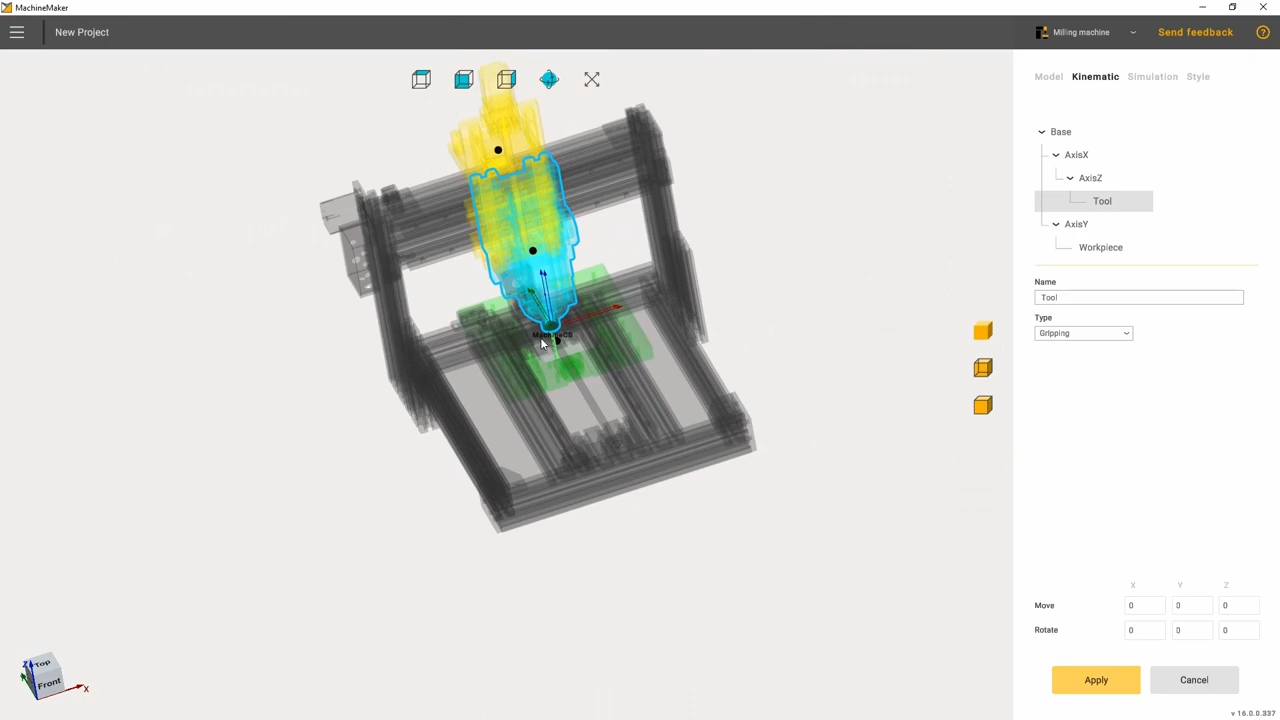 MachineMaker
New Project
Milling machine
Send feedback
?
Model Kinematic Simulation Style
Base
AxisX
AxisZ
Tool
AxisY
Workpiece
Name
Tool
Type
Gripping
MachineCS
X Y Z
Move 0 0 0
Rotate 0 0 0
Apply Cancel
Z Top
Front X
v 16.0.0.337